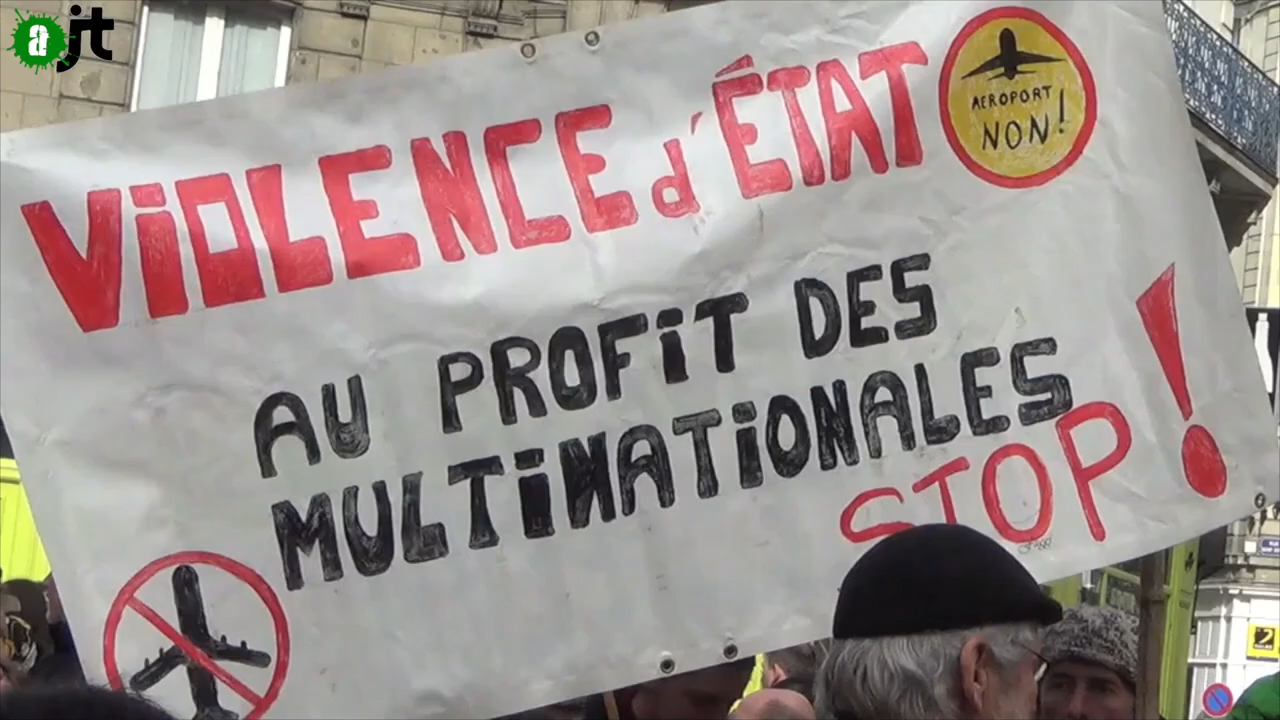 ajt
VIOLENCE d'ÉTAT
AEROPORT
NON!
AU PROFIT DES
MULTINATIONALES
STOP!